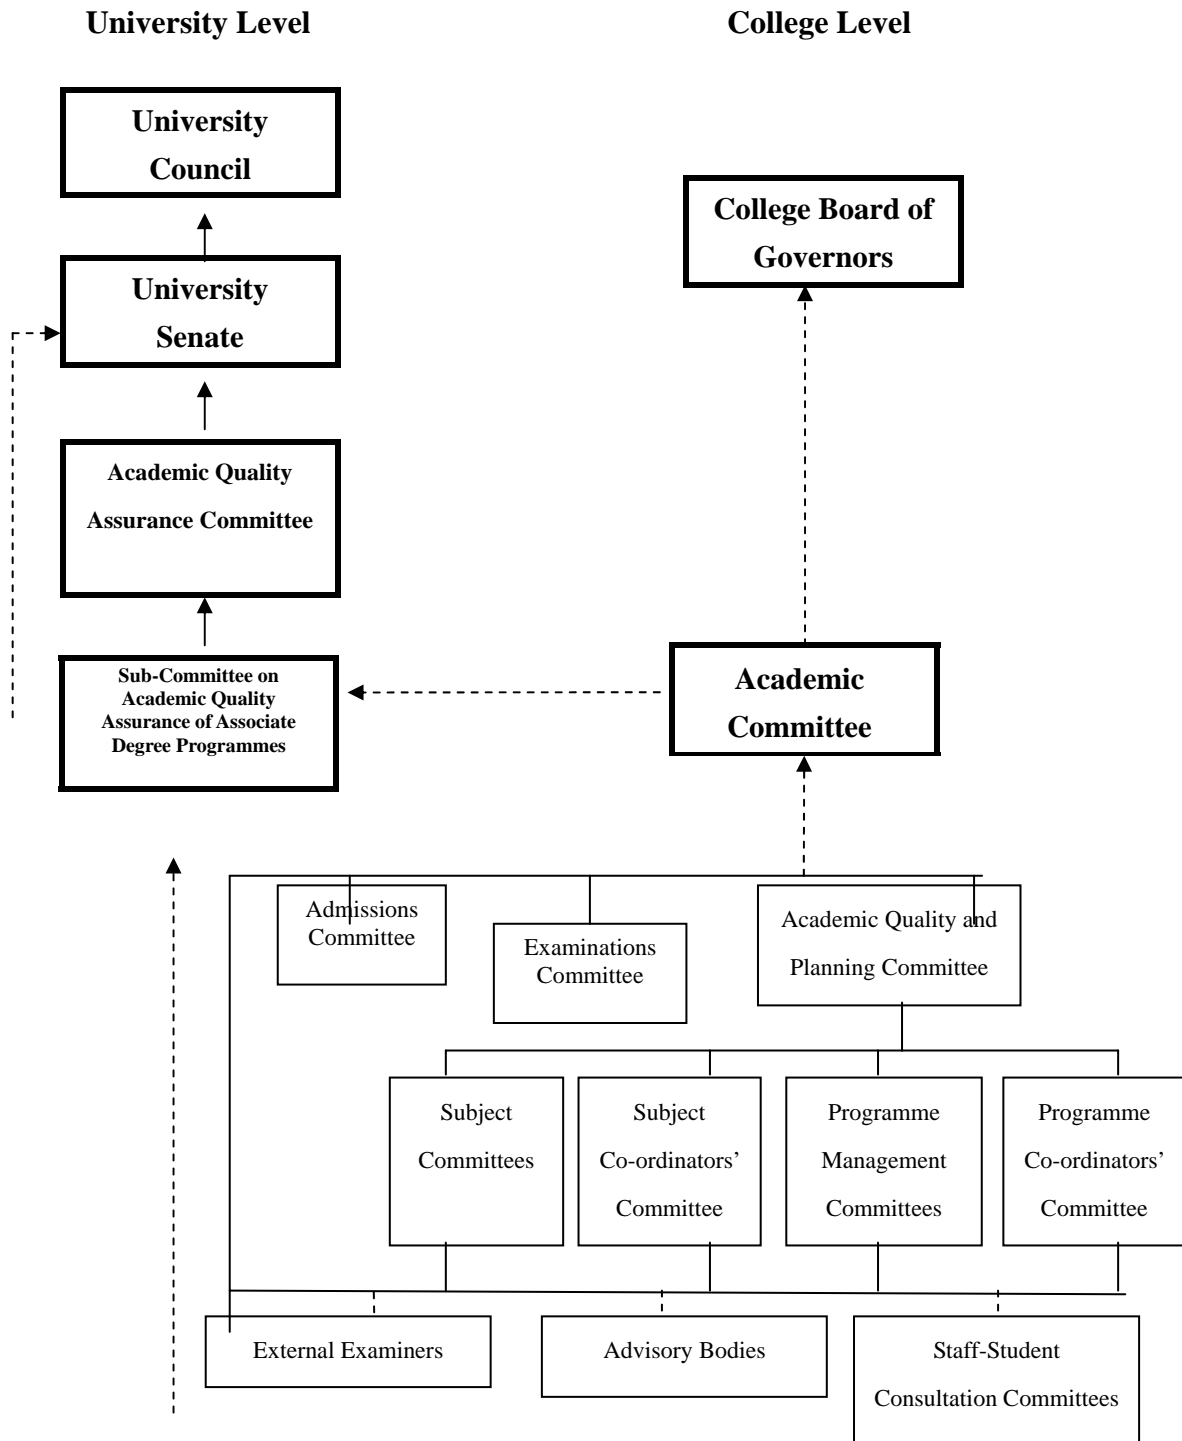 University Level
College Level
University
Council
College Board of
Governors
University
Senate
Academic Quality
Assurance Committee
Sub-Committee on
Academic Quality
Assurance of Associate
Degree Programmes
Academic
Committee
Admissions
Committee
Examinations
Committee
Academic Quality and
Planning Committee
Subject
Committees
Subject
Co-ordinators’
Committee
Programme
Management
Committees
Programme
Co-ordinators’
Committee
External Examiners
Advisory Bodies
Staff-Student
Consultation Committees